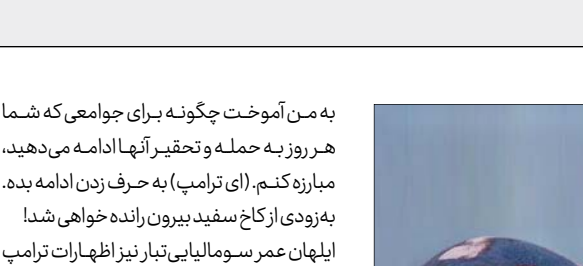 به من آموخت چگونه برای جوامعی که شما
هر روز به حمله و تحقیر آنها ادامه می‌دهید،
مبارزه کنم. (ای ترامپ) به حرف زدن ادامه بده.
به‌زودی از کاخ سفید بیرون رانده خواهی شد!
ایلهان عمر سومالیایی‌تبار نیز اظهارات ترامپ